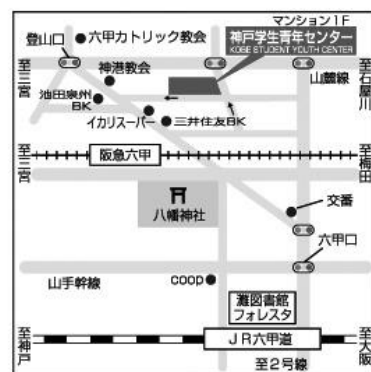 マンション1F
登山口
六甲カトリック教会
神戸学生青年センター
KOBE STUDENT YOUTH CENTER
至三宮
神港教会
山麓線
至石屋川
池田泉州
BK
イカリスーパー
三井住友BK
至三宮
阪急六甲
至梅田
八幡神社
交番
六甲口
山手幹線
coop
灘図書館
フォレスタ
至神戸
JR六甲道
至大阪
至2号線